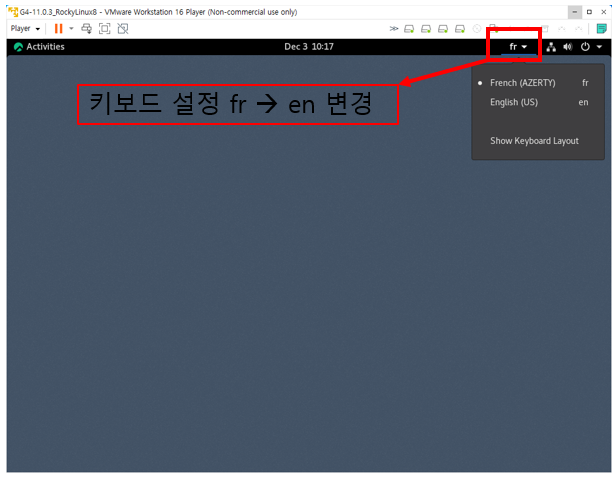 G4-11.0.3_RockyLinux8 - VMware Workstation 16 Player (Non-commercial use only)
Player
Activities
Dec 3 10:17
fr
French (AZERTY) fr
English (US) en
Show Keyboard Layout
키보드 설정 fr → en 변경